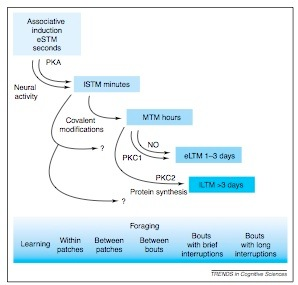 Associative
induction
eSTM
seconds
PKA
Neural
activity
lSTM minutes
Covalent
modifications
MTM hours
?
NO
PKC1
eLTM 1–3 days
PKC2
lLTM >3 days
Protein synthesis
?
Foraging
Learning
Within
patches
Between
patches
Between
bouts
Bouts
with brief
interruptions
Bouts
with long
interruptions
TRENDS in Cognitive Sciences